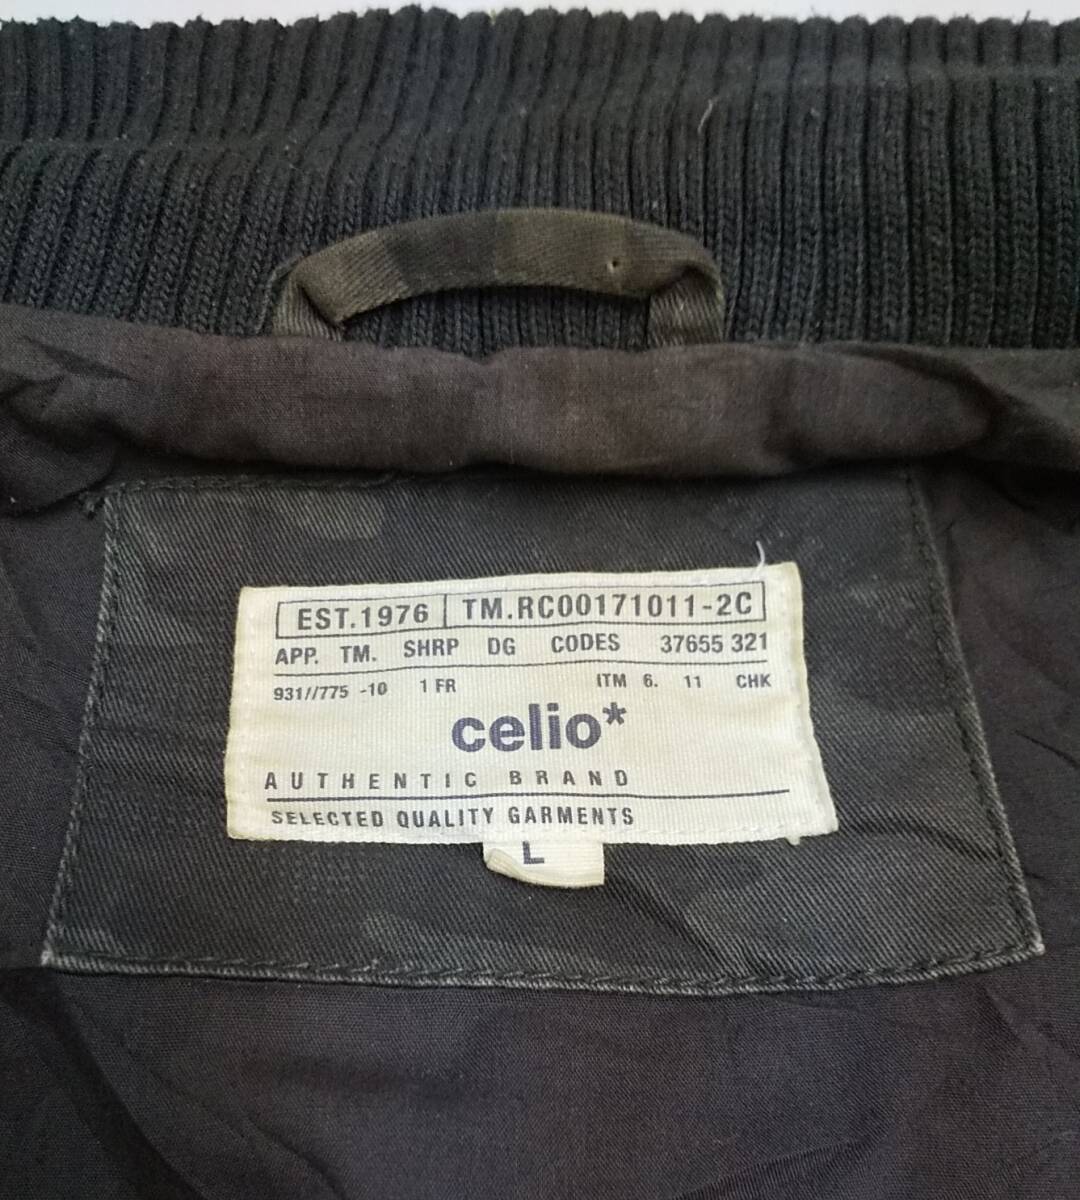 EST.1976 TM.RC00171011-2C
APP. TM. SHRP DG CODES 37655 321
931//775 -10 1 FR ITM 6. 11 CHK
celio*
AUTHENTIC BRAND
SELECTED QUALITY GARMENTS
L